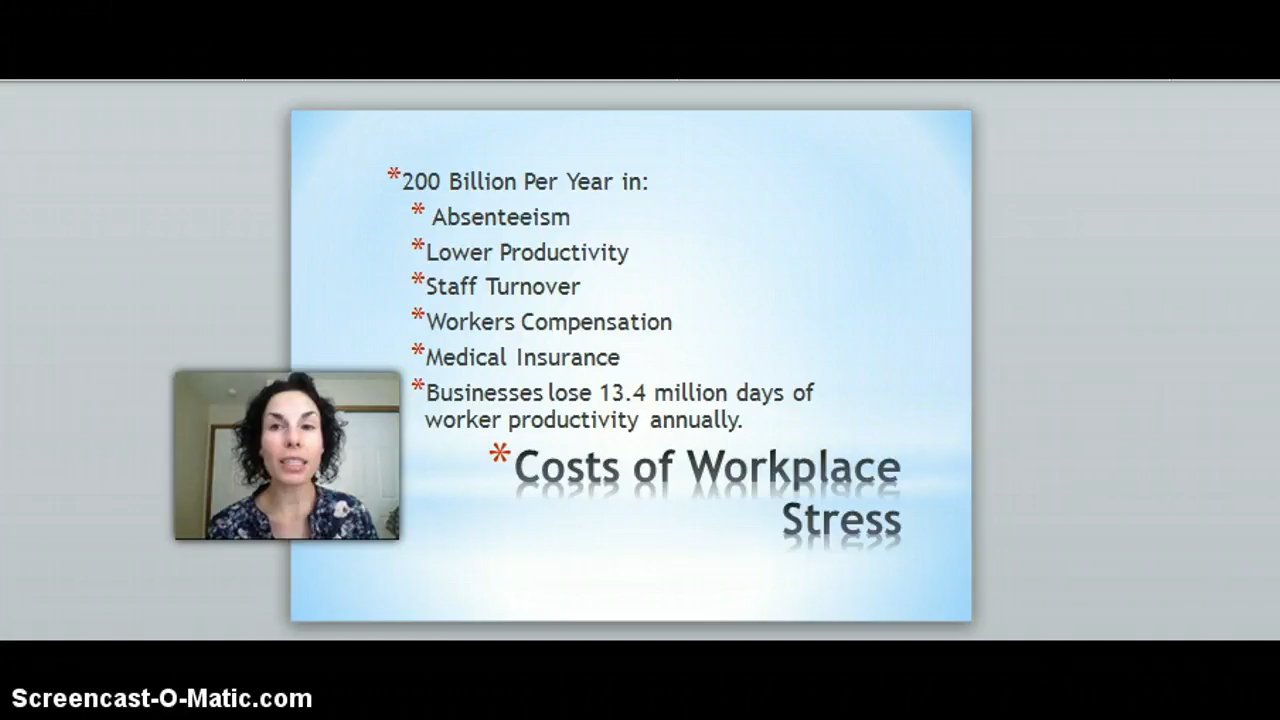 *200 Billion Per Year in:
* Absenteeism
*Lower Productivity
*Staff Turnover
*Workers Compensation
*Medical Insurance
*Businesses lose 13.4 million days of
worker productivity annually.
*Costs of Workplace
Stress
Screencast-O-Matic.com